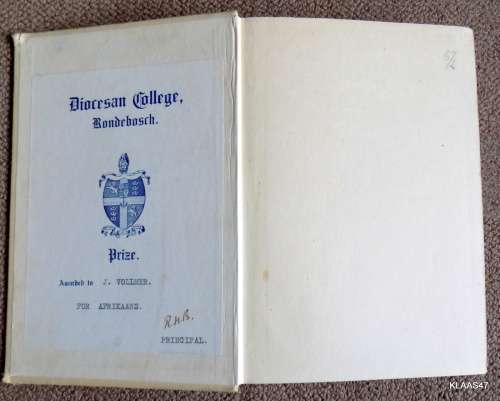 Diocesan College,
Rondebosch.
Prize.
Awarded to J. VOLLMER.
FOR AFRIKAANS.
R.H.B.
PRINCIPAL.
KLAAS47